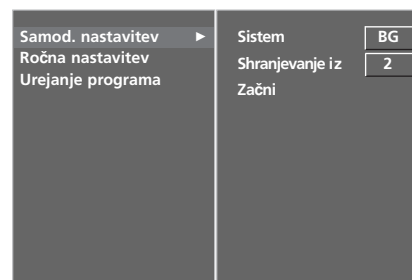 Samod. nastavitev ►
Ročna nastavitev
Urejanje programa
Sistem BG
Shranjevanje iz 2
Začni